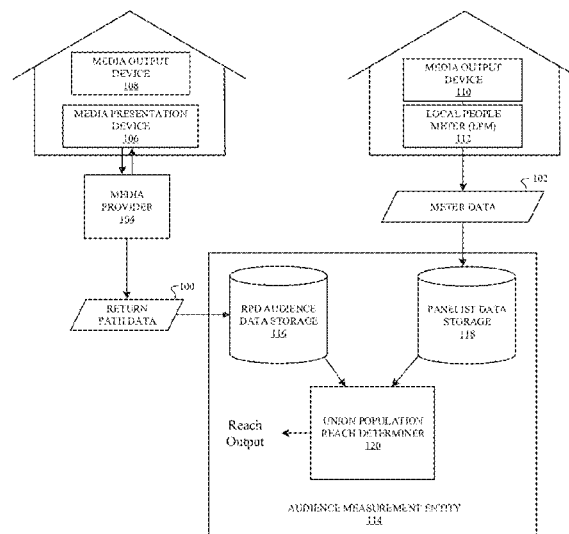 MEDIA OUTPUT
DEVICE
108
MEDIA PRESENTATION
DEVICE
106
MEDIA
PROVIDER
104
MEDIA OUTPUT
DEVICE
110
LOCAL PEOPLE
METER (LPM)
112
102
METER DATA
100
RETURN
PATH DATA
RPD AUDIENCE
DATA STORAGE
116
PANELIST DATA
STORAGE
118
UNION POPULATION
REACH DETERMINER
120
Reach
Output
AUDIENCE MEASUREMENT ENTITY
114